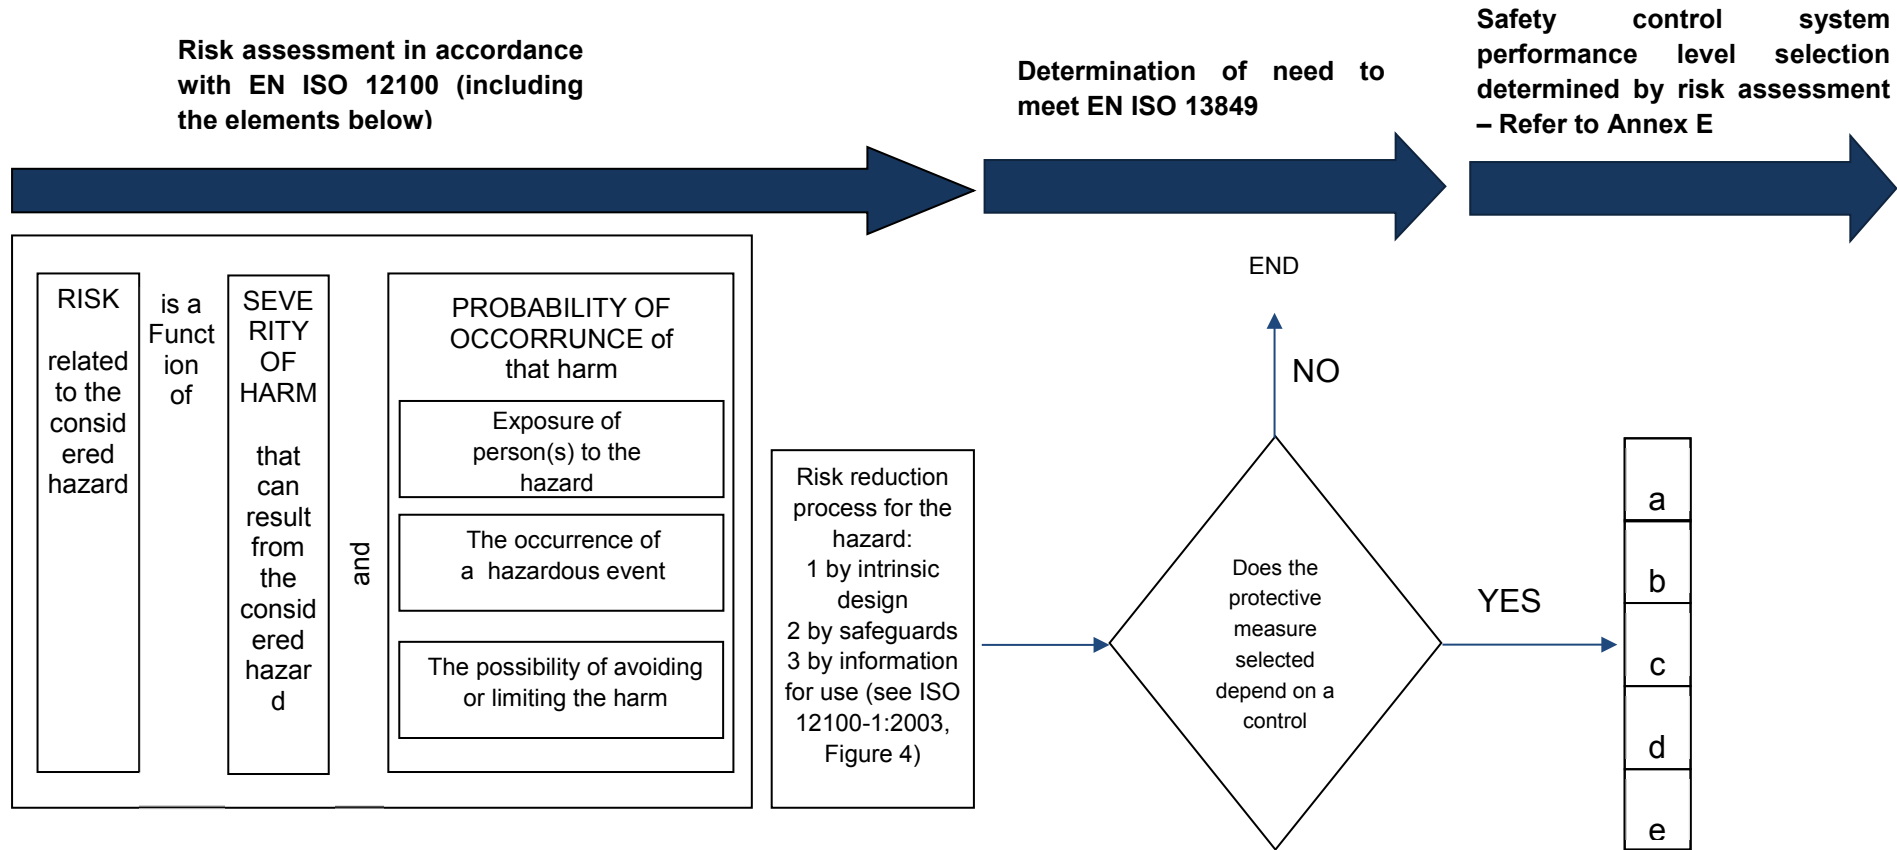 Risk assessment in accordance
with EN ISO 12100 (including
the elements below)
Determination of need to
meet EN ISO 13849
Safety control system
performance level selection
determined by risk assessment
– Refer to Annex E
RISK
related
to the
consid
ered
hazard
is a
Funct
ion
of
SEVE
RITY
OF
HARM
that
can
result
from
the
consid
ered
hazar
d
and
PROBABILITY OF
OCCORRUNCE of
that harm
Exposure of
person(s) to the
hazard
The occurrence of
a hazardous event
The possibility of avoiding
or limiting the harm
Risk reduction
process for the
hazard:
1 by intrinsic
design
2 by safeguards
3 by information
for use (see ISO
12100-1:2003,
Figure 4)
END
NO
Does the
protective
measure
selected
depend on a
control
YES
a
b
c
d
e